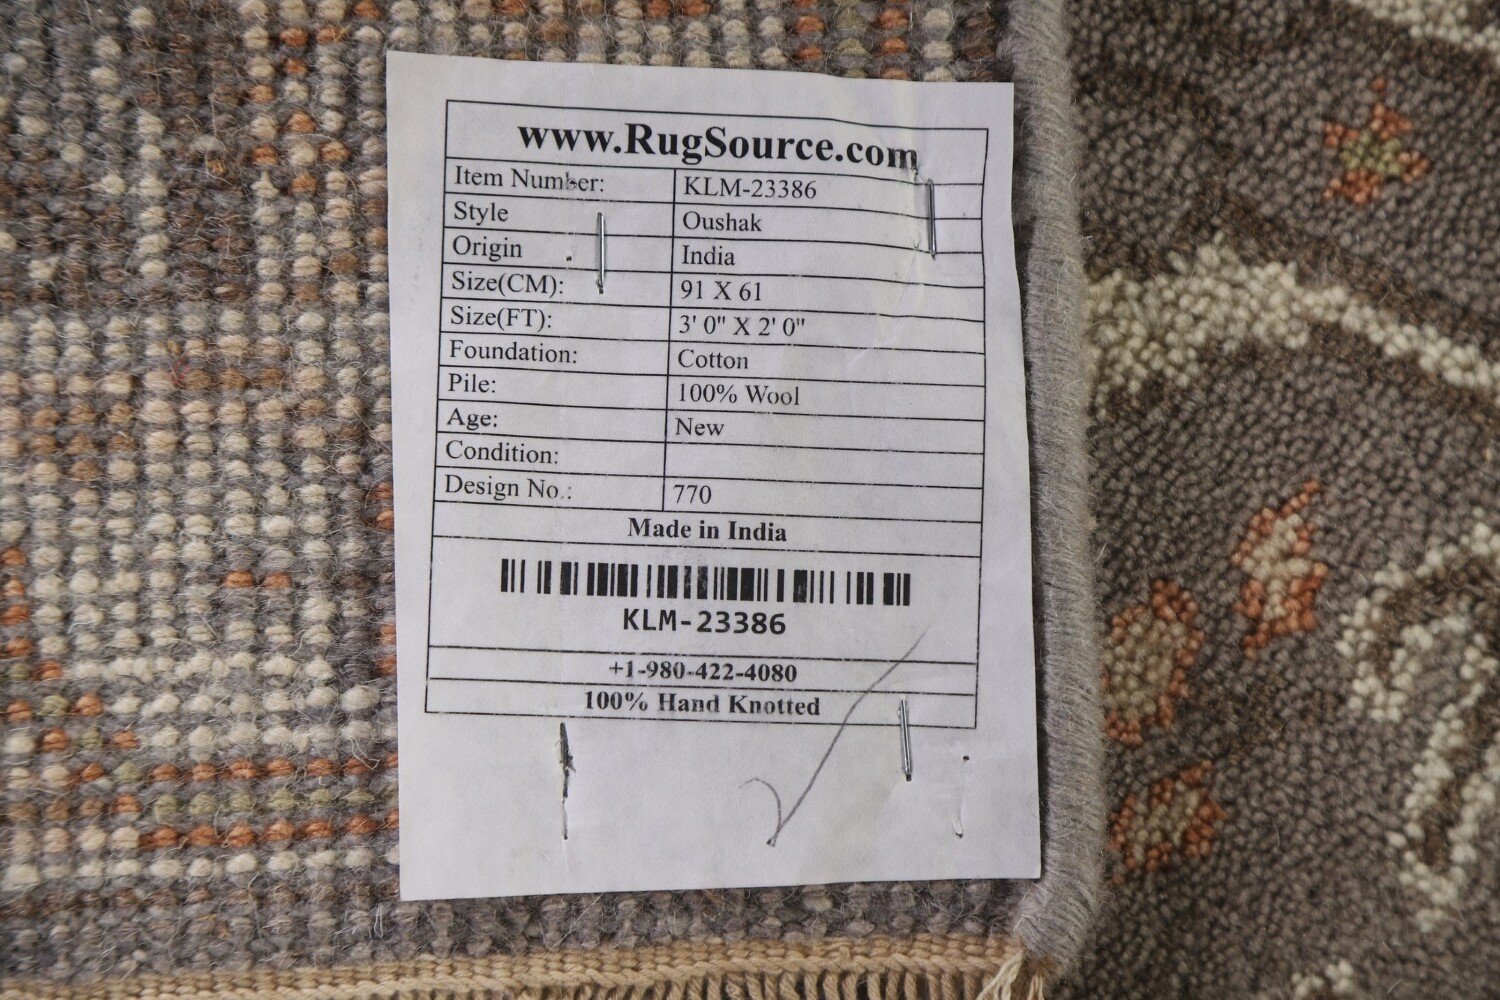 www.RugSource.com
Item Number: KLM-23386
Style Oushak
Origin India
Size(CM): 91 X 61
Size(FT): 3' 0" X 2' 0"
Foundation: Cotton
Pile: 100% Wool
Age: New
Condition:
Design No.: 770
Made in India
KLM-23386
+1-980-422-4080
100% Hand Knotted